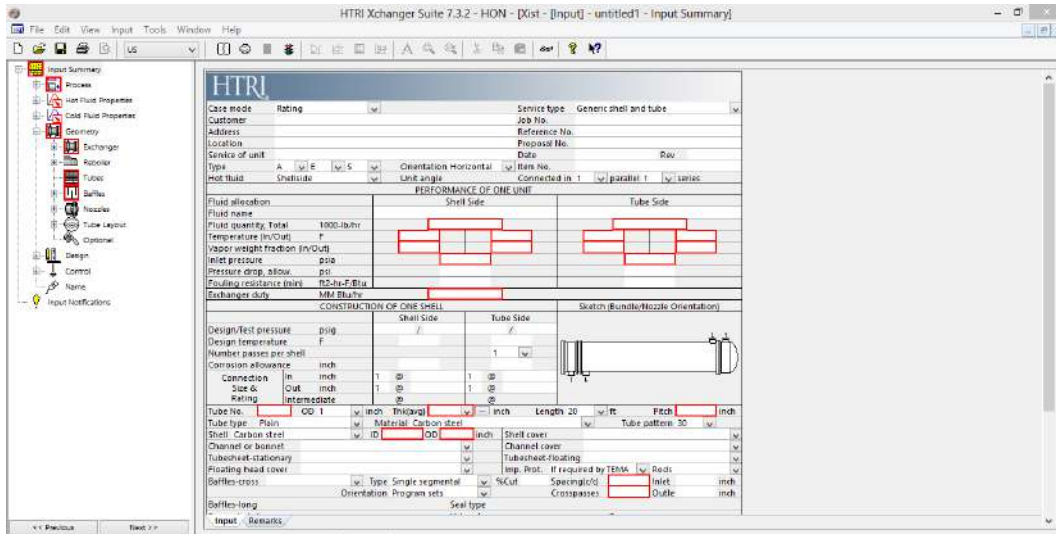 HTRI Xchanger Suite 7.3.2 - HON - [Xist - [Input] - untitled1 - Input Summary]
File Edit View Input Tools Window Help
US
Input Summary
Process
Hot Fluid Properties
Cold Fluid Properties
Geometry
Exchanger
Reboiler
Tubes
Baffles
Nozzles
Tube Layout
Optional
Design
Control
Name
Input Notifications
<< Previous Next >>
HTRI
Case mode Rating Service type Generic shell and tube
Customer Job No.
Address Reference No.
Location Proposal No.
Service of unit Date Rev
Type A E S Orientation Horizontal Item No.
Hot fluid Shellside Unit angle Connected in 1 parallel 1 series
PERFORMANCE OF ONE UNIT
Fluid allocation Shell Side Tube Side
Fluid name
Fluid quantity, Total 1000-lb/hr
Temperature (In/Out) F
Vapor weight fraction (In/Out)
Inlet pressure psia
Pressure drop, allow. psi
Fouling resistance (min) ft2-hr-F/Btu
Exchanger duty MM Btu/hr
CONSTRUCTION OF ONE SHELL Sketch (Bundle/Nozzle Orientation)
Shell Side Tube Side
Design/Test pressure psig / /
Design temperature F
Number passes per shell 1
Corrosion allowance inch
Connection In inch 1 @ 1 @
Size & Out inch 1 @ 1 @
Rating Intermediate @ @
Tube No. OD 1 inch Thk(avg) inch Length 20 ft Pitch inch
Tube type Plain Material Carbon steel Tube pattern 30
Shell Carbon steel ID OD inch Shell cover
Channel or bonnet Channel cover
Tubesheet-stationary Tubesheet-floating
Floating head cover Imp. Prot. If required by TEMA Rods
Baffles-cross Type Single segmental %Cut Spacing(c/c) Inlet inch
Orientation Program sets Crosspasses Outle inch
Baffles-long Seal type
Input Remarks